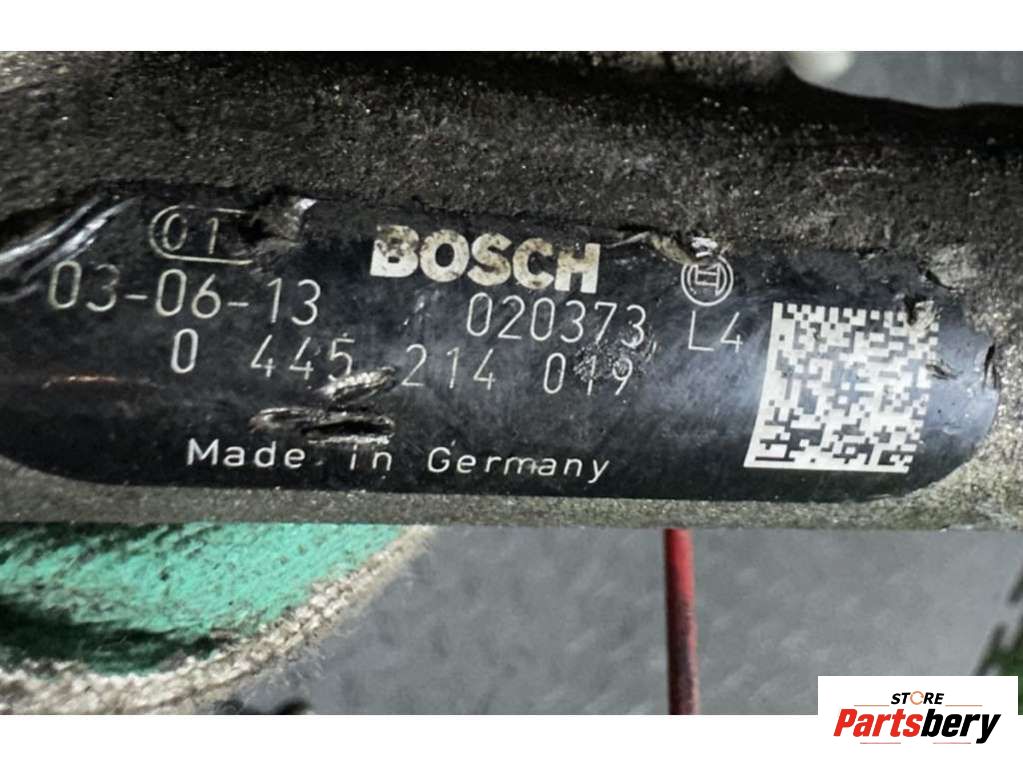 01
BOSCH
03-06-13 020373 L4
0 445 214 019
Made in Germany
STORE
Partsbery